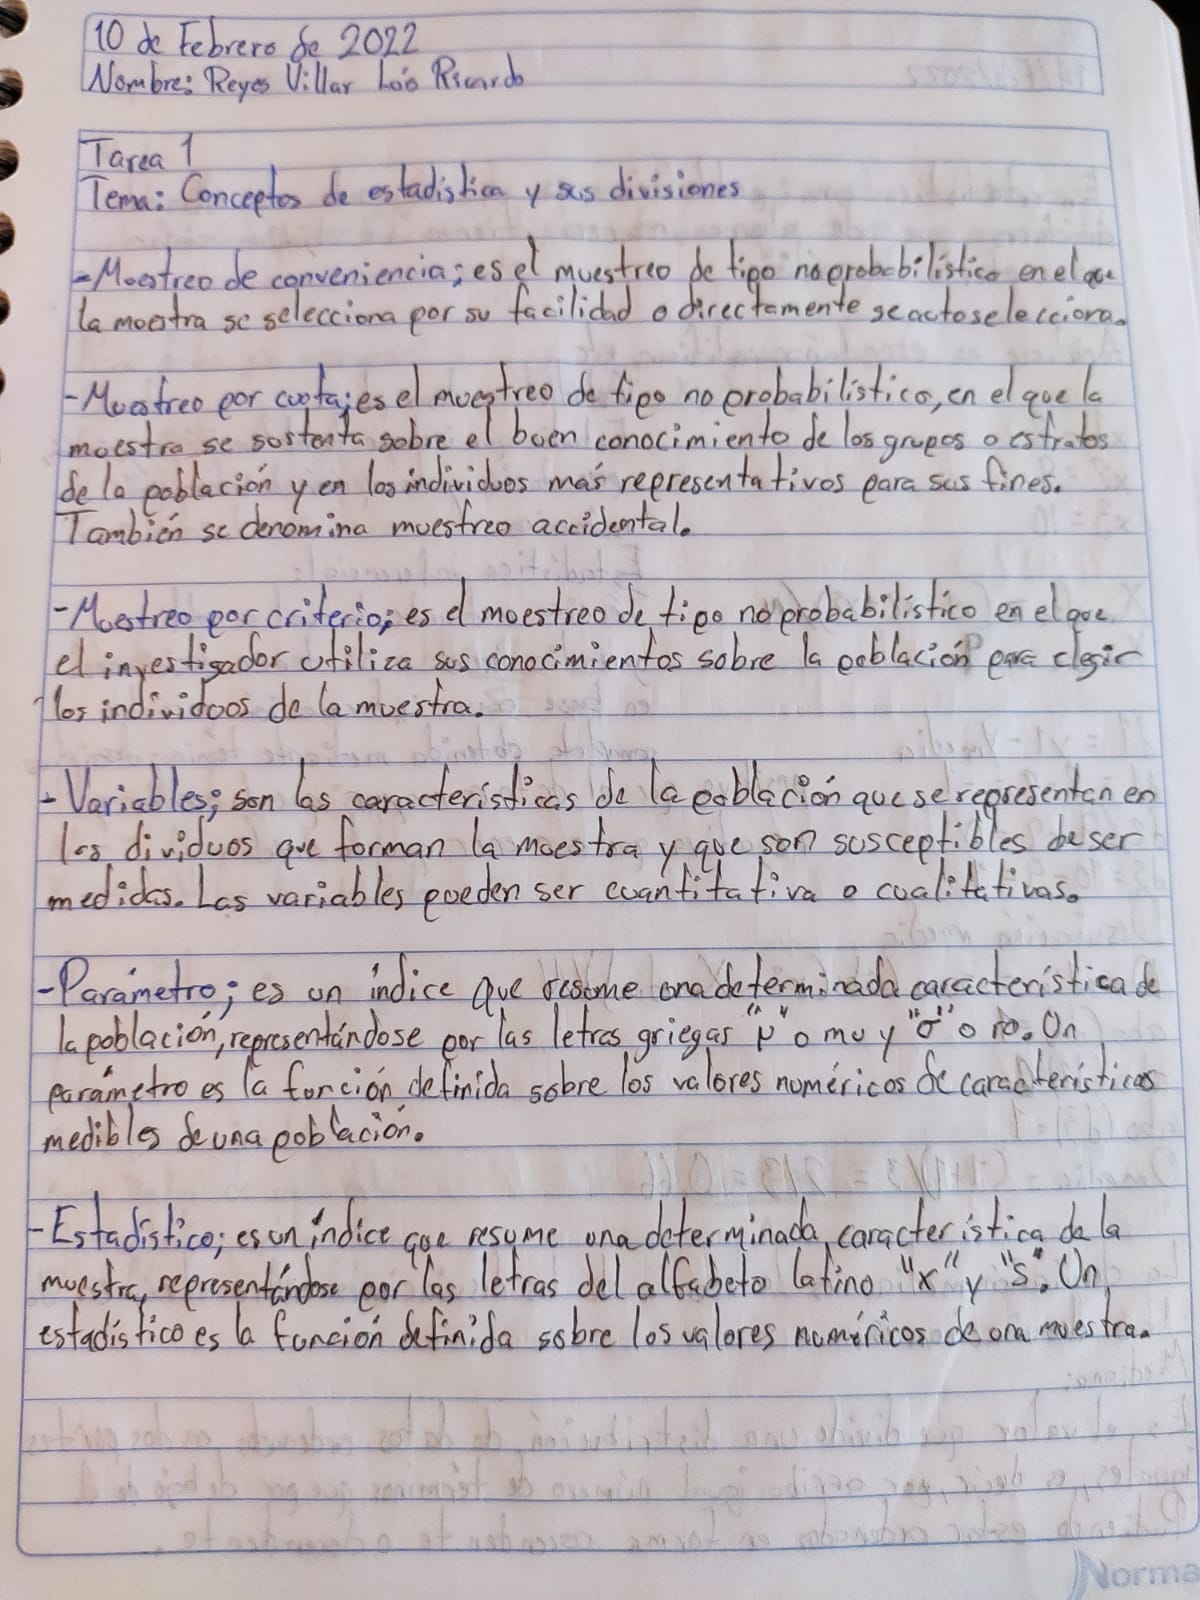 10 de Febrero de 2022
Nombre: Reyes Villar Luis Ricardo
Tarea 1
Tema: Conceptos de estadística y sus divisiones
- Muestreo de conveniencia; es el muestreo de tipo no probabilístico en el que
la muestra se selecciona por su facilidad o directamente se autoselecciona.
- Muestreo por cuota; es el muestreo de tipo no probabilístico, en el que la
muestra se sustenta sobre el buen conocimiento de los grupos o estratos
de la población y en los individuos más representativos para sus fines.
También se denomina muestreo accidental.
- Muestreo por criterio; es el muestreo de tipo no probabilístico en el que
el investigador utiliza sus conocimientos sobre la población para elegir
los individuos de la muestra.
- Variables; son las características de la población que se representan en
los dividuos que forman la muestra y que son susceptibles de ser
medidas. Las variables pueden ser cuantitativa o cualitativas.
- Parámetro; es un índice que resume una determinada característica de
la población, representándose por las letras griegas "μ" o mu y "σ" o ro. Un
parámetro es la función definida sobre los valores numéricos de características
medibles de una población.
- Estadístico; es un índice que resume una determinada característica de la
muestra, representándose por las letras del alfabeto latino "x" y "s". Un
estadístico es la función definida sobre los valores numéricos de una muestra.
Norma